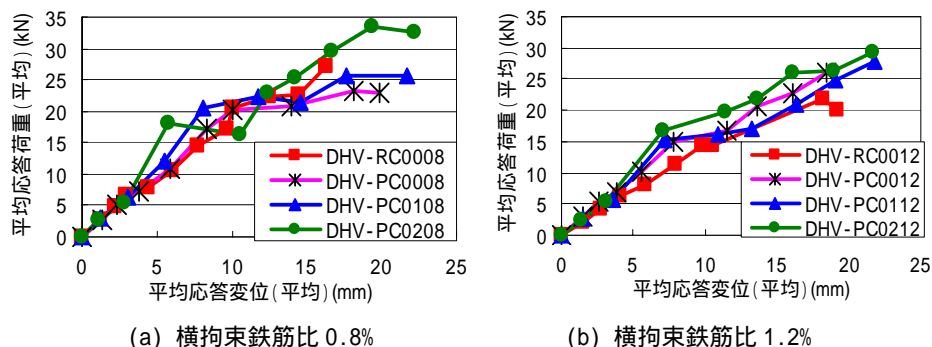 平均応答荷重(平均)(kN)
35
30
25
20
15
10
5
0
DHV-RC0008
DHV-PC0008
DHV-PC0108
DHV-PC0208
0 5 10 15 20 25
平均応答変位(平均)(mm)
(a) 横拘束鉄筋比 0.8%
平均応答荷重(平均)(kN)
35
30
25
20
15
10
5
0
DHV-RC0012
DHV-PC0012
DHV-PC0112
DHV-PC0212
0 5 10 15 20 25
平均応答変位(平均)(mm)
(b) 横拘束鉄筋比 1.2%